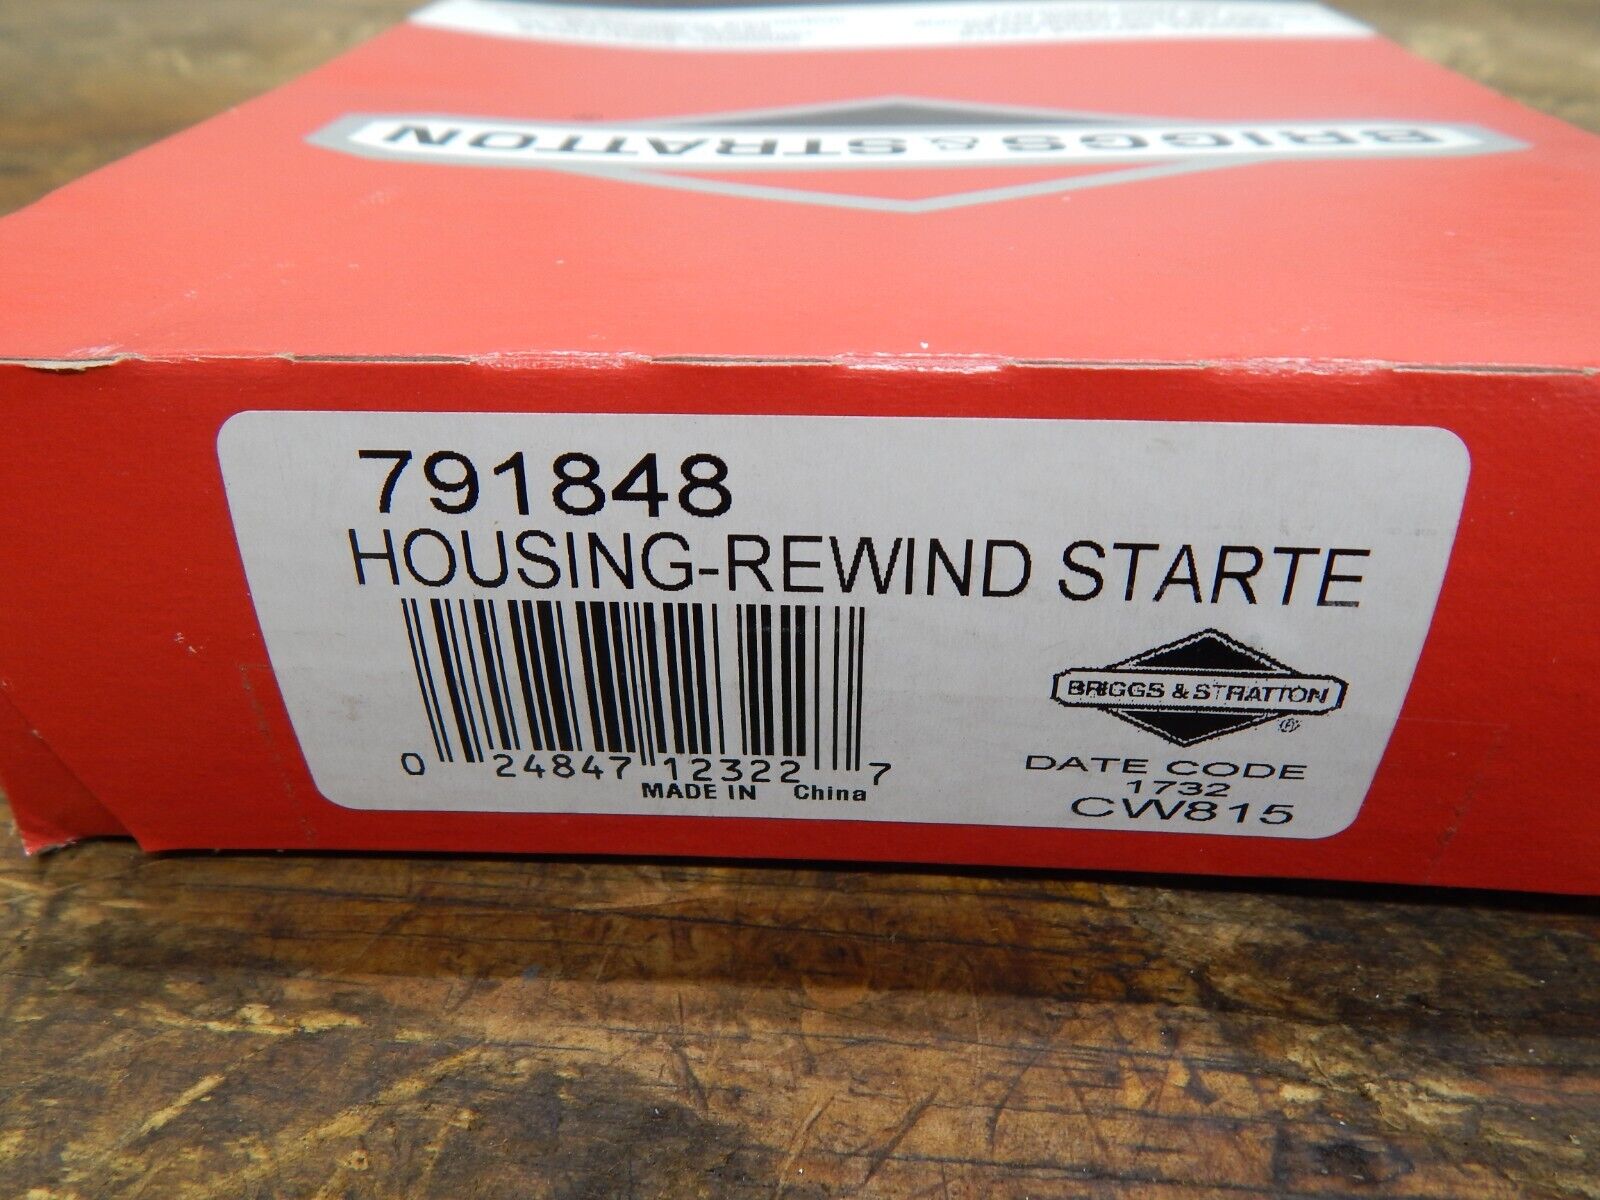 BRIGGS & STRATTON
791848
HOUSING-REWIND STARTE
0 24847 12322 7
MADE IN China
BRIGGS & STRATTON
®
DATE CODE
1732
CW815